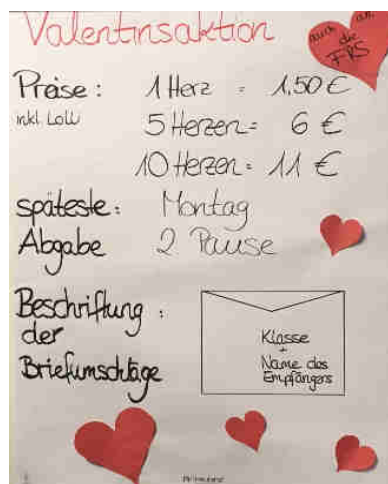 Valentinsaktion
auch an
die
FRS
Preise : 1 Herz = 1,50 €
inkl. Lolli 5 Herzen = 6 €
10 Herzen = 11 €
späteste : Montag
Abgabe 2 Pause
Beschriftung :
der
Briefumschläge
Klasse
+
Name des
Empfängers